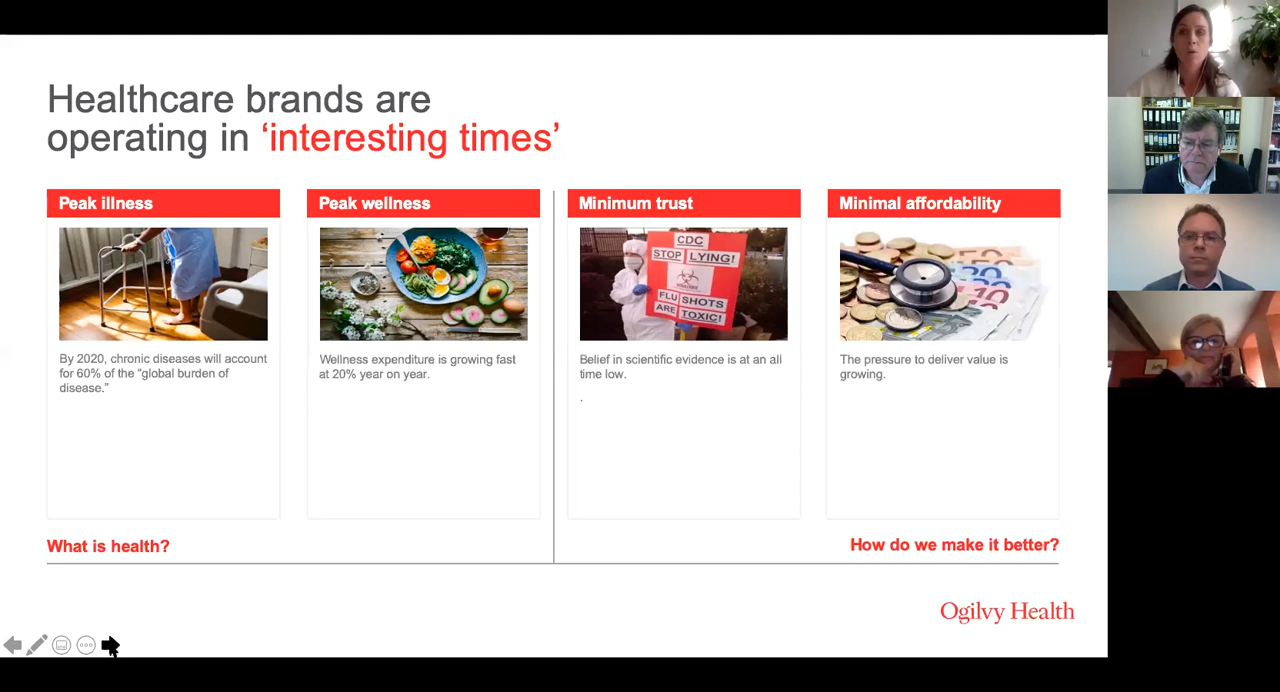 Healthcare brands are
operating in ‘interesting times’
Peak illness
By 2020, chronic diseases will account
for 60% of the “global burden of
disease.”
Peak wellness
Wellness expenditure is growing fast
at 20% year on year.
Minimum trust
CDC
STOP LYING!
FLU SHOTS
ARE TOXIC!
Belief in scientific evidence is at an all
time low.
.
Minimal affordability
20
10
The pressure to deliver value is
growing.
What is health?
How do we make it better?
Ogilvy Health